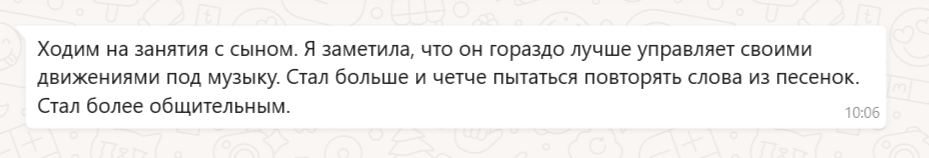 Ходим на занятия с сыном. Я заметила, что он гораздо лучше управляет своими
движениями под музыку. Стал больше и четче пытаться повторять слова из песенок.
Стал более общительным.
10:06